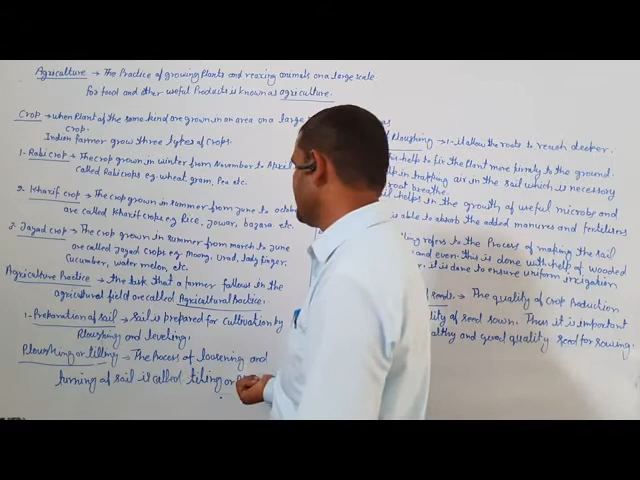 Agriculture → The Practice of growing Plants and rearing animals on a large scale
for food and other useful Products is known as agriculture.
Crop → when Plant of the same kind are grown in an area on a large
crop.
Indian farmer grow three types of crops.
1- Rabi crop → The crop grown in winter from November to April
called Rabi crops e.g. wheat, gram, Pea etc.
2- Kharif crop → The crop grown in summer from June to octob
are called kharif crops e.g Rice, Jowar, bazara etc.
3- Jayad crop → The crop grown in summer from march to June
are called Jayad crops e.g. moong, Urad, lady finger,
Cucumber, water melon, etc.
Agriculture Practice → the task that a farmer follows in the
agricultural field are called Agricultural Practice.
1- Preparation of soil → soil is prepared for Cultivation by
Ploughing and leveling.
Ploughing or tilling → The Process of loosening and
turning of soil is called tilling or
Ploughing → 1- it allow the roots to reach deeper.
his help to fix the Plant more firmly to the ground.
in trapping air in the soil which is necessary
root breathe.
helps in the growth of useful microbe and
is able to absorb the added manures and fertilisers
lling refers to the Process of making the soil
and even. this is done with help of wooded
it is done to ensure uniform irrigation
→ The quality of Crop Production
lity of seed sown. Thus it is important
althy and good quality seed for sowing.